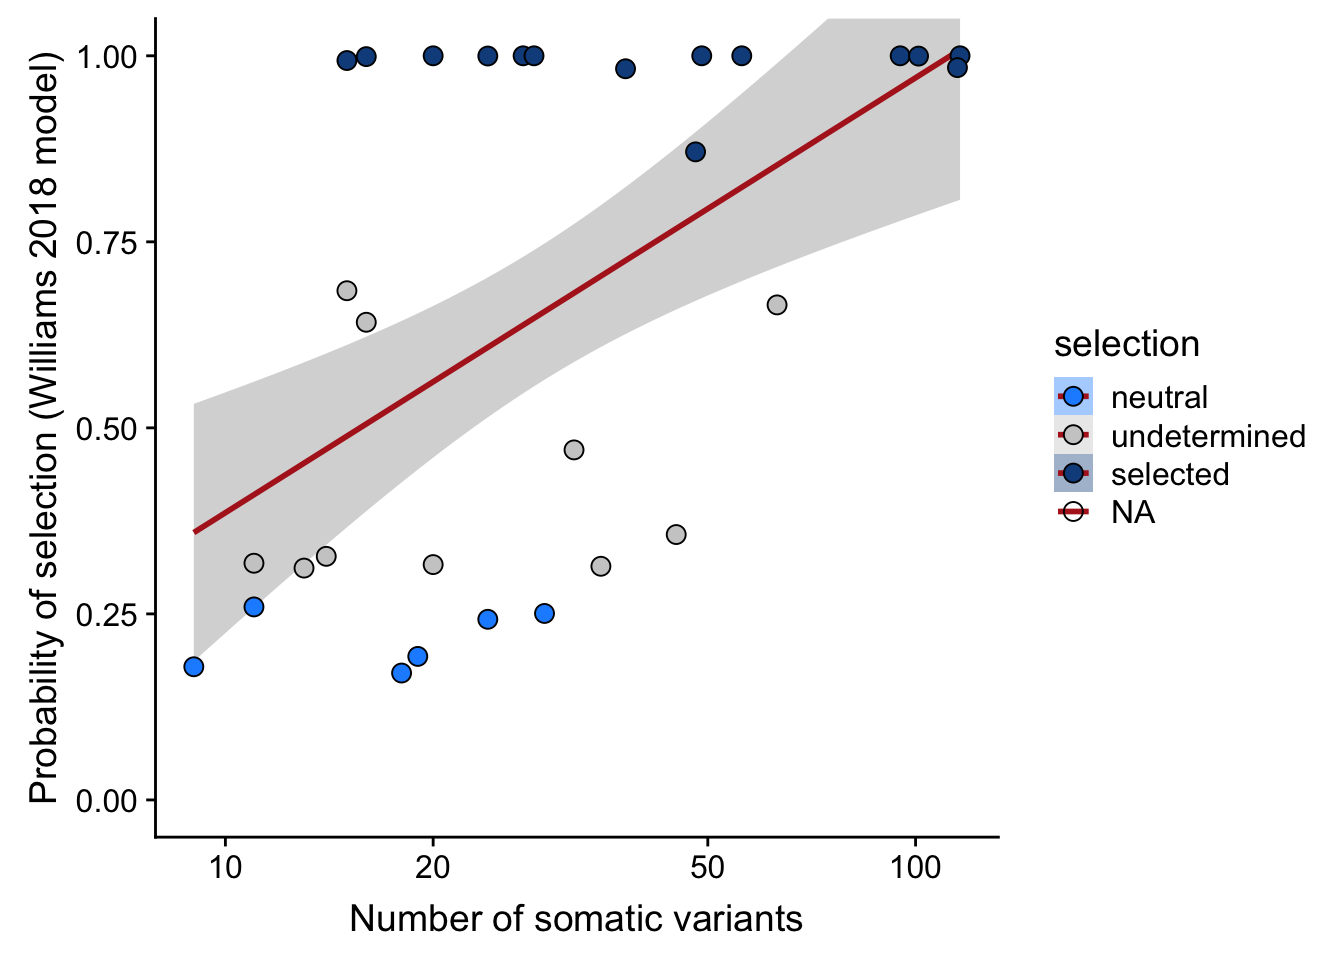 Probability of selection (Williams 2018 model)
1.00
0.75
0.50
0.25
0.00
10 20 50 100
Number of somatic variants
selection
neutral
undetermined
selected
NA